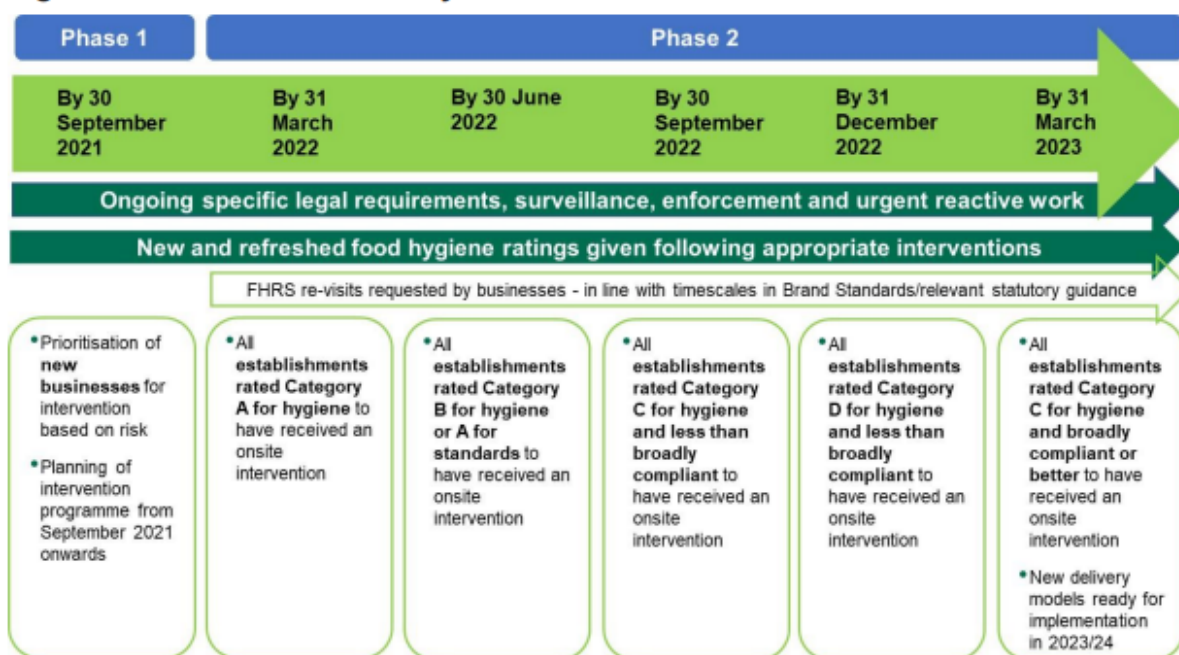 Phase 1
Phase 2
By 30
September
2021
By 31
March
2022
By 30 June
2022
By 30
September
2022
By 31
December
2022
By 31
March
2023
Ongoing specific legal requirements, surveillance, enforcement and urgent reactive work
New and refreshed food hygiene ratings given following appropriate interventions
FHRS re-visits requested by businesses - in line with timescales in Brand Standards/relevant statutory guidance
•Prioritisation of
new
businesses for
intervention
based on risk
•Planning of
intervention
programme from
September 2021
onwards
•All
establishments
rated Category
A for hygiene to
have received an
onsite
intervention
•All
establishments
rated Category
B for hygiene
or A for
standards to
have received an
onsite
intervention
•All
establishments
rated Category
C for hygiene
and less than
broadly
compliant to
have received an
onsite
intervention
•All
establishments
rated Category
D for hygiene
and less than
broadly
compliant to
have received an
onsite
intervention
•All
establishments
rated Category
C for hygiene
and broadly
compliant or
better to have
received an
onsite
intervention
•New delivery
models ready for
implementation
in 2023/24